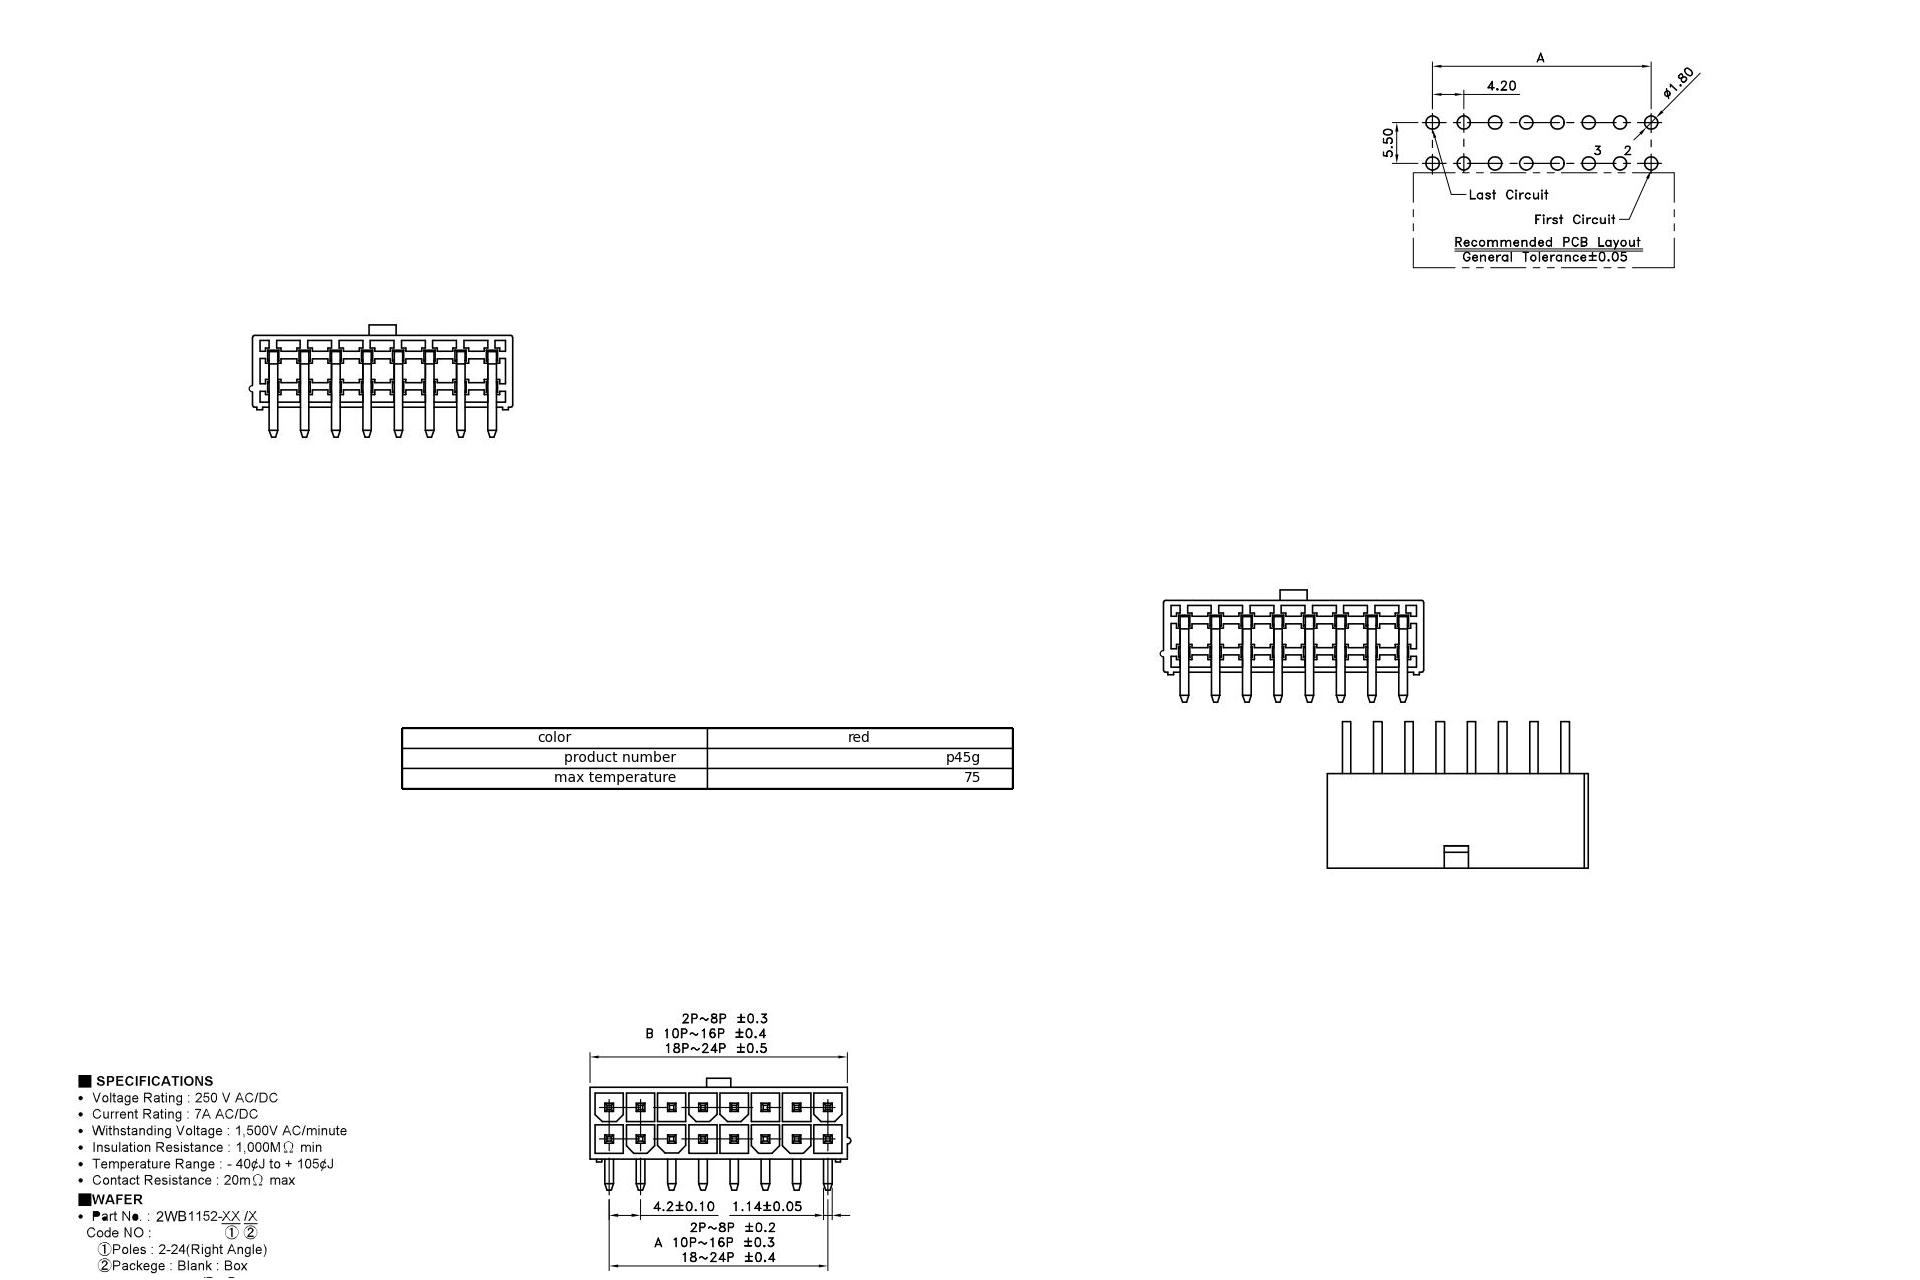 A
4.20
ø1.80
5.50
3 2
Last Circuit
First Circuit
Recommended PCB Layout
General Tolerance±0.05
color red
product number p45g
max temperature 75
2P~8P ±0.3
B 10P~16P ±0.4
18P~24P ±0.5
4.2±0.10 1.14±0.05
2P~8P ±0.2
A 10P~16P ±0.3
18~24P ±0.4
■ SPECIFICATIONS
• Voltage Rating : 250 V AC/DC
• Current Rating : 7A AC/DC
• Withstanding Voltage : 1,500V AC/minute
• Insulation Resistance : 1,000MΩ min
• Temperature Range : - 40¢J to + 105¢J
• Contact Resistance : 20mΩ max
■WAFER
• Part No. : 2WB1152-XX /X
Code NO : ① ②
①Poles : 2-24(Right Angle)
②Packege : Blank : Box